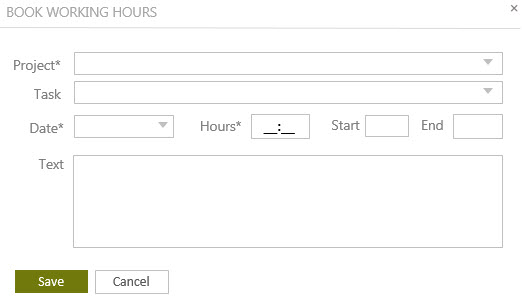 BOOK WORKING HOURS ×
Project*
Task
Date* Hours* __:__ Start End
Text
Save Cancel